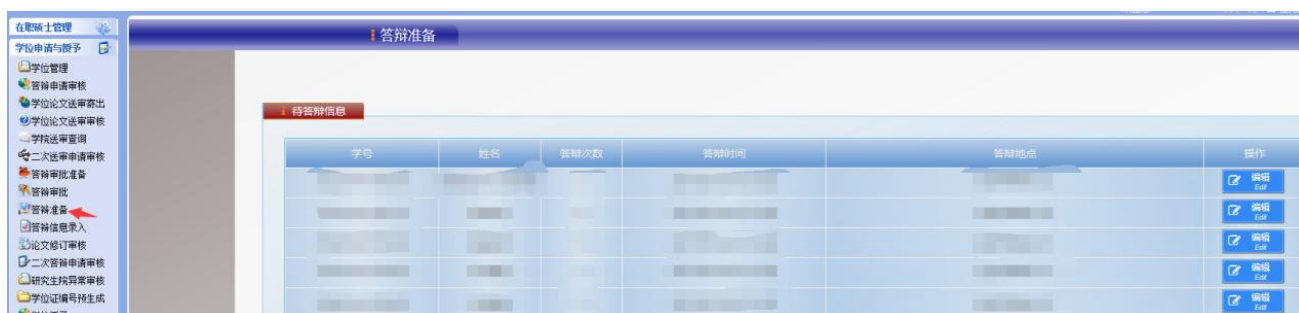 在职硕士管理
学位申请与授予
学位管理
答辩申请审核
学位论文送审寄出
学位论文送审审核
学院送审查询
二次送审申请审核
答辩审批准备
答辩审批
答辩准备
答辩信息录入
论文修订审核
二次答辩申请审核
研究生院异常审核
学位证编号预生成
答辩准备
待答辩信息
学号 姓名 答辩次数 答辩时间 答辩地点 操作
编辑
Edit
编辑
Edit
编辑
Edit
编辑
Edit
编辑
Edit